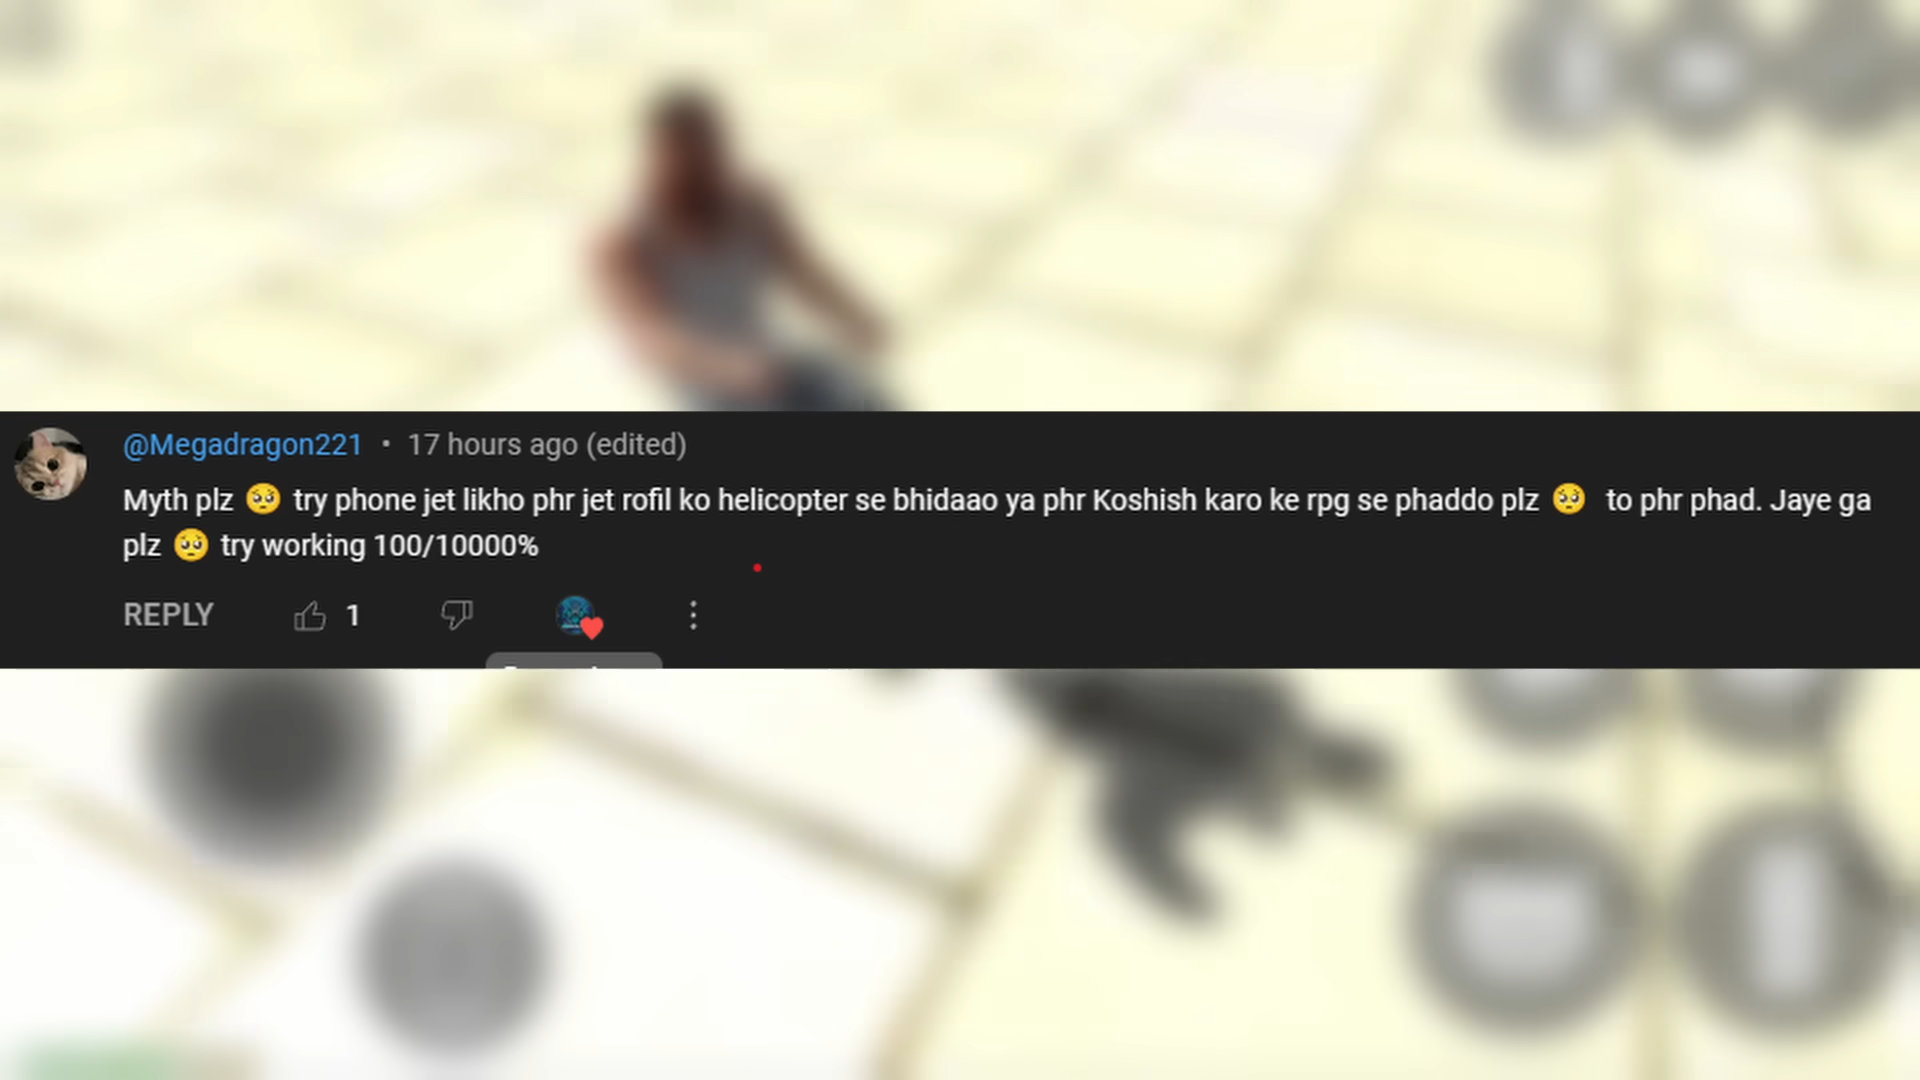 @Megadragon221 • 17 hours ago (edited)
Myth plz 🥺 try phone jet likho phr jet rofil ko helicopter se bhidaao ya phr Koshish karo ke rpg se phaddo plz 🥺 to phr phad. Jaye ga
plz 🥺 try working 100/10000%
REPLY 1